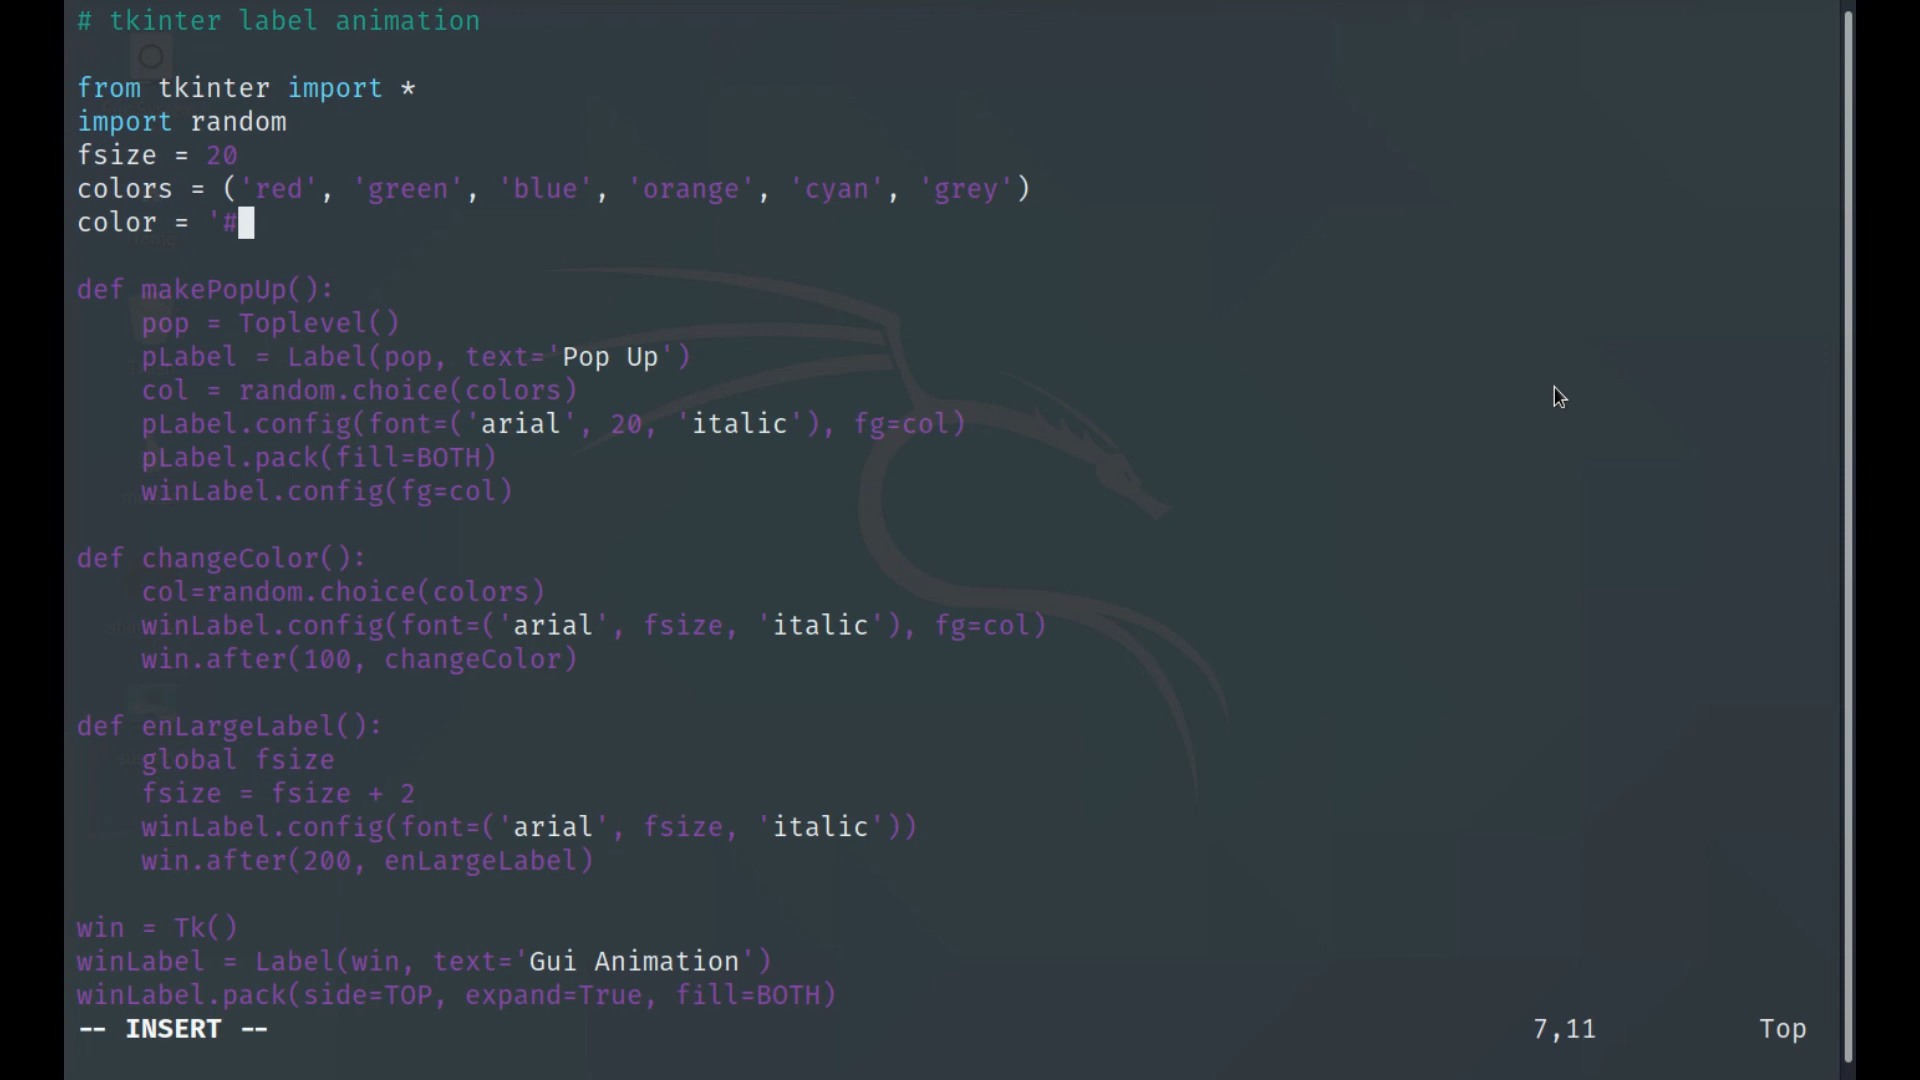 # tkinter label animation
from tkinter import *
import random
fsize = 20
colors = ('red', 'green', 'blue', 'orange', 'cyan', 'grey')
color = '#
def makePopUp():
    pop = Toplevel()
    pLabel = Label(pop, text='Pop Up')
    col = random.choice(colors)
    pLabel.config(font=('arial', 20, 'italic'), fg=col)
    pLabel.pack(fill=BOTH)
    winLabel.config(fg=col)
def changeColor():
    col=random.choice(colors)
    winLabel.config(font=('arial', fsize, 'italic'), fg=col)
    win.after(100, changeColor)
def enLargeLabel():
    global fsize
    fsize = fsize + 2
    winLabel.config(font=('arial', fsize, 'italic'))
    win.after(200, enLargeLabel)
win = Tk()
winLabel = Label(win, text='Gui Animation')
winLabel.pack(side=TOP, expand=True, fill=BOTH)
-- INSERT -- 7,11 Top